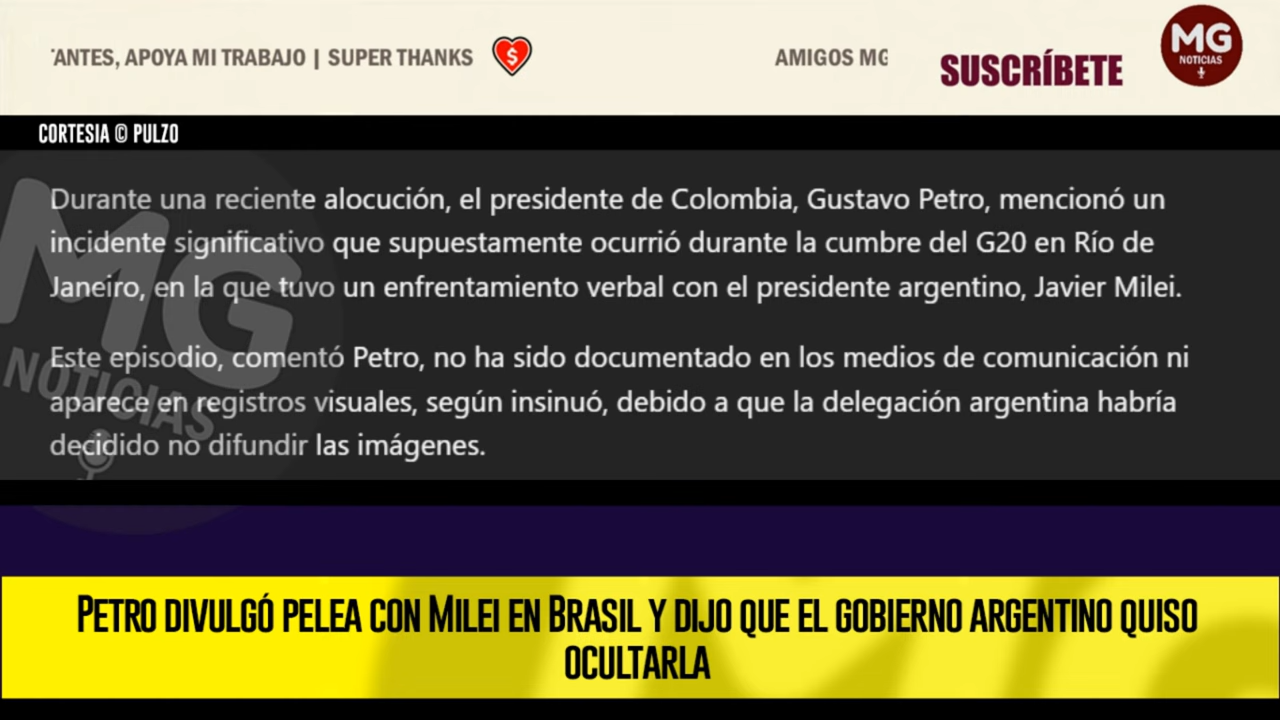 'ANTES, APOYA MI TRABAJO | SUPER THANKS
$
AMIGOS MG
SUSCRÍBETE
MG
NOTICIAS
CORTESIA © PULZO
Durante una reciente alocución, el presidente de Colombia, Gustavo Petro, mencionó un
incidente significativo que supuestamente ocurrió durante la cumbre del G20 en Río de
Janeiro, en la que tuvo un enfrentamiento verbal con el presidente argentino, Javier Milei.
Este episodio, comentó Petro, no ha sido documentado en los medios de comunicación ni
aparece en registros visuales, según insinuó, debido a que la delegación argentina habría
decidido no difundir las imágenes.
MG
NOTICIAS
PETRO DIVULGÓ PELEA CON MILEI EN BRASIL Y DIJO QUE EL GOBIERNO ARGENTINO QUISO
OCULTARLA